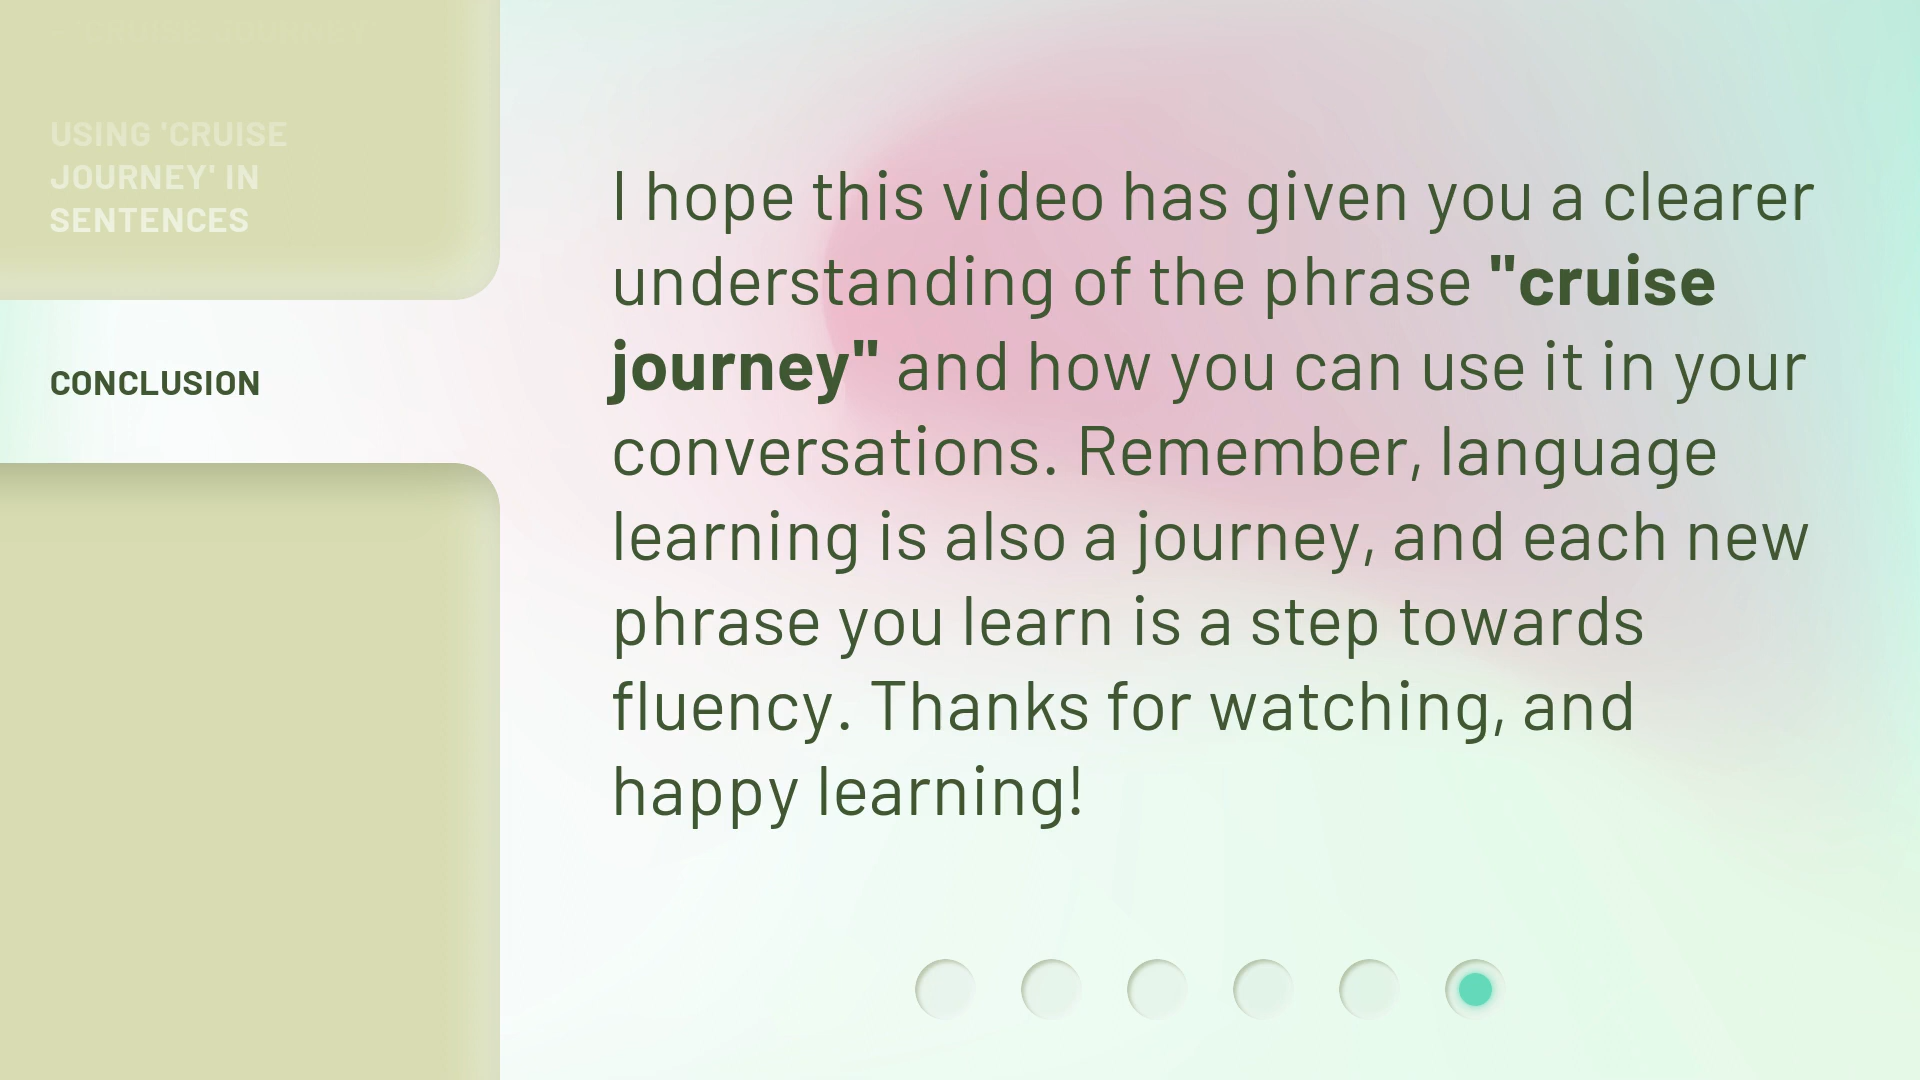 - 'CRUISE JOURNEY'
USING 'CRUISE
JOURNEY' IN
SENTENCES
CONCLUSION
I hope this video has given you a clearer
understanding of the phrase "cruise
journey" and how you can use it in your
conversations. Remember, language
learning is also a journey, and each new
phrase you learn is a step towards
fluency. Thanks for watching, and
happy learning!